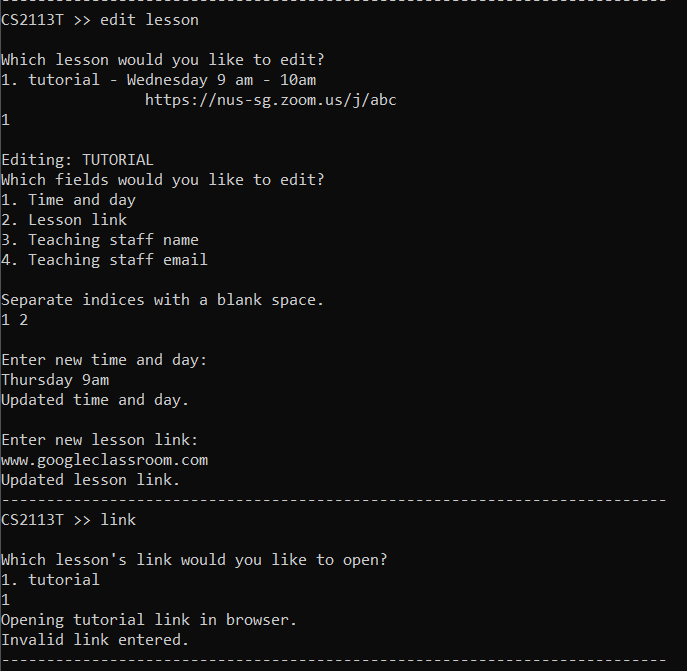 --------------------------------------------------------------------------
CS2113T >> edit lesson
Which lesson would you like to edit?
1. tutorial - Wednesday 9 am - 10am
https://nus-sg.zoom.us/j/abc
1
Editing: TUTORIAL
Which fields would you like to edit?
1. Time and day
2. Lesson link
3. Teaching staff name
4. Teaching staff email
Separate indices with a blank space.
1 2
Enter new time and day:
Thursday 9am
Updated time and day.
Enter new lesson link:
www.googleclassroom.com
Updated lesson link.
--------------------------------------------------------------------------
CS2113T >> link
Which lesson's link would you like to open?
1. tutorial
1
Opening tutorial link in browser.
Invalid link entered.
--------------------------------------------------------------------------